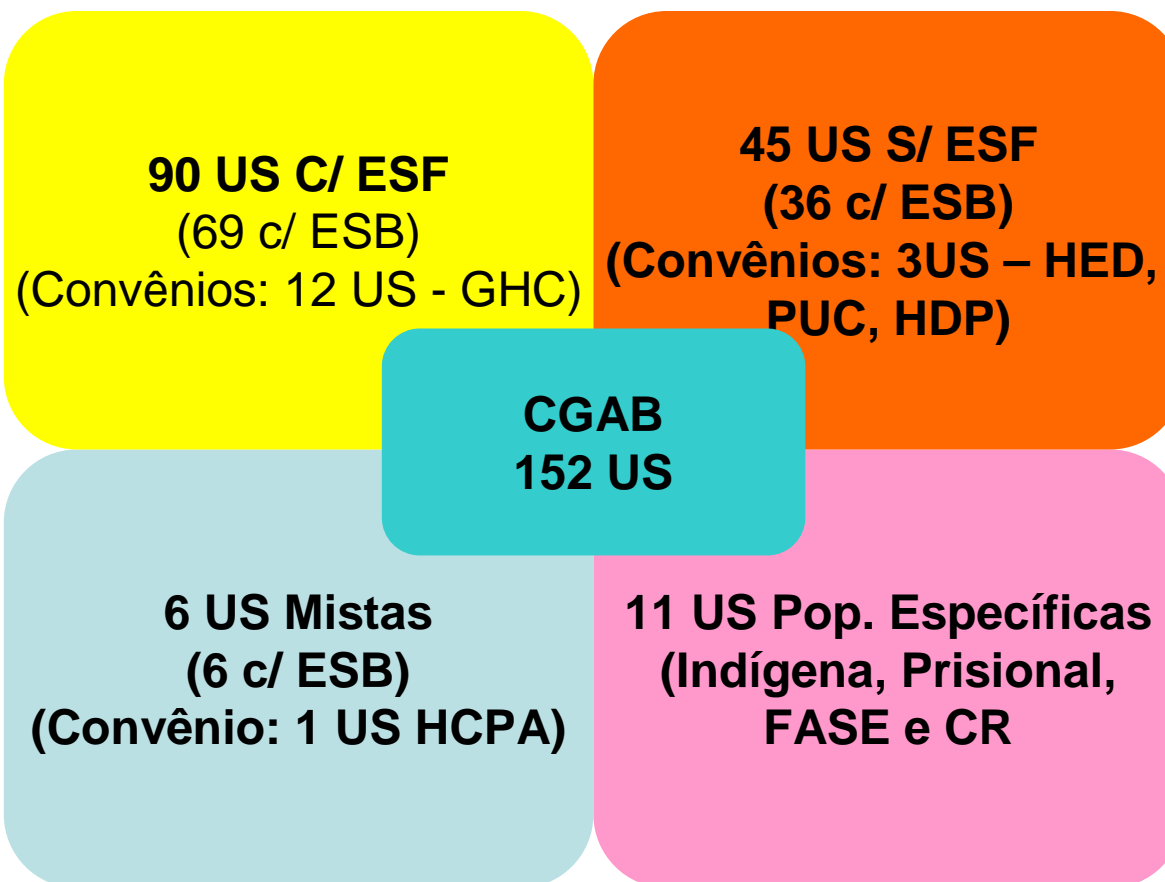 90 US C/ ESF
(69 c/ ESB)
(Convênios: 12 US - GHC)
45 US S/ ESF
(36 c/ ESB)
(Convênios: 3US – HED,
PUC, HDP)
CGAB
152 US
6 US Mistas
(6 c/ ESB)
(Convênio: 1 US HCPA)
11 US Pop. Específicas
(Indígena, Prisional,
FASE e CR